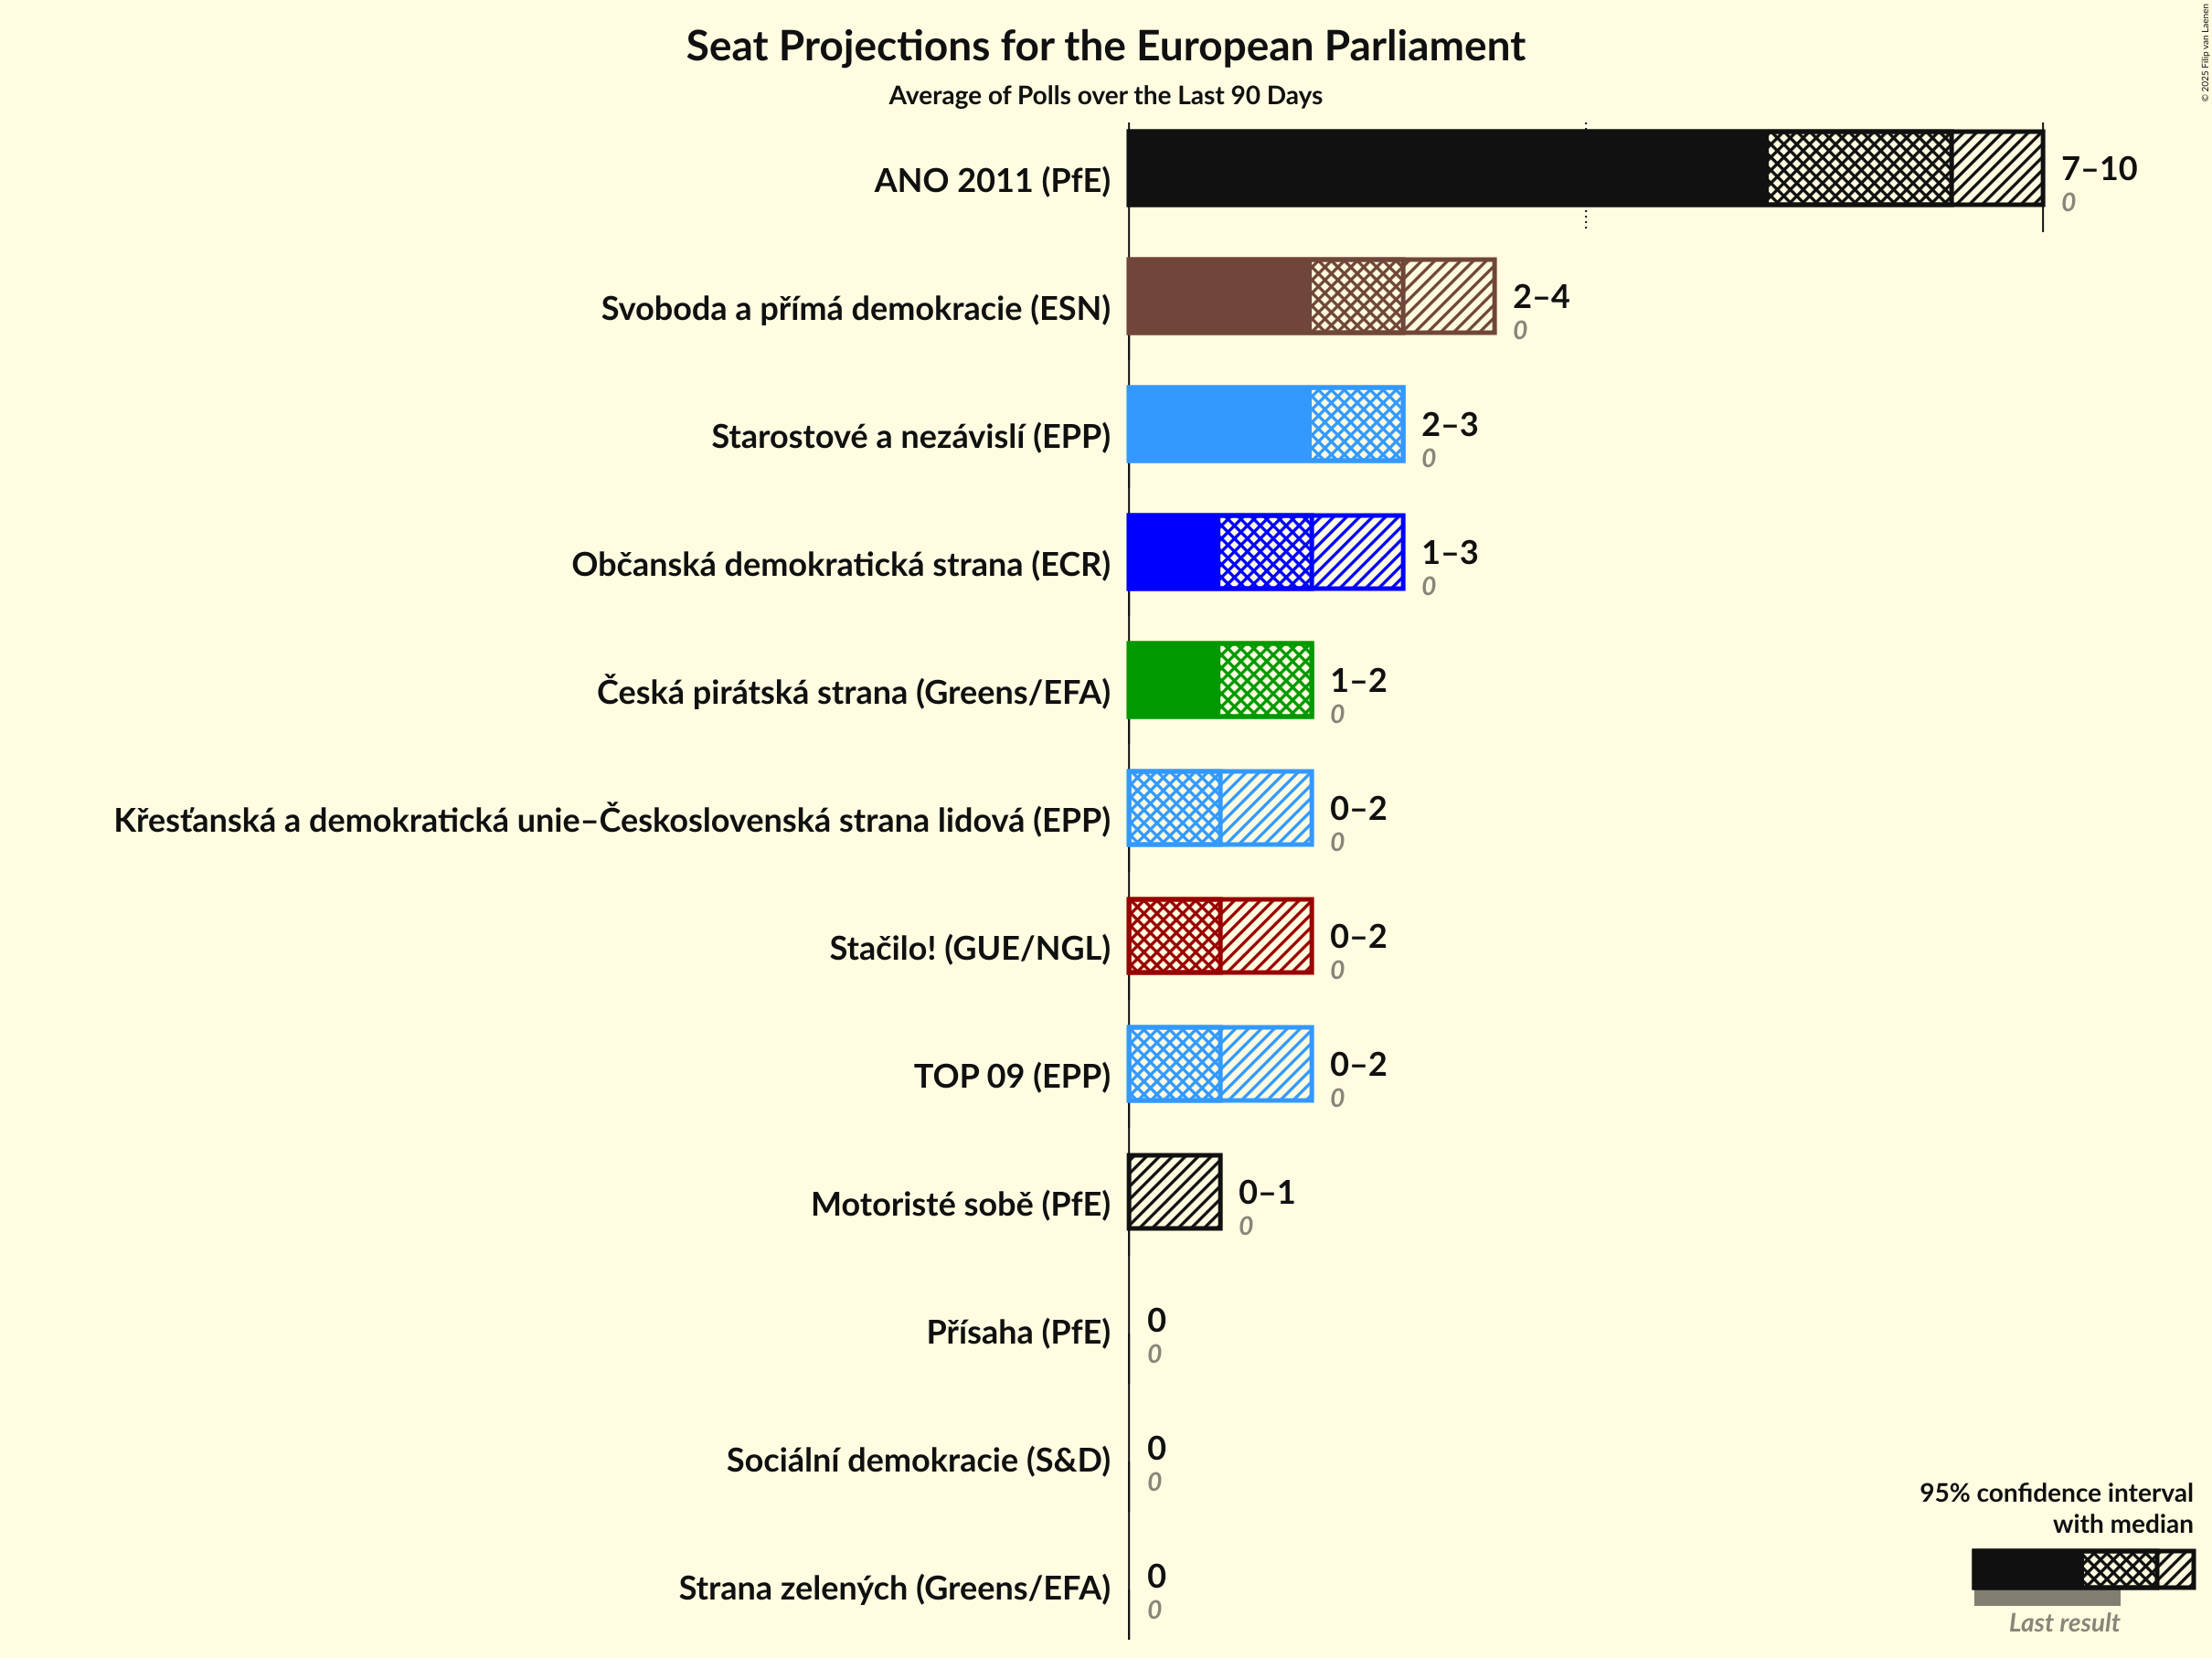 © 2025 Filip van Laenen
Seat Projections for the European Parliament
Average of Polls over the Last 90 Days
ANO 2011 (PfE)
7–10
0
Svoboda a přímá demokracie (ESN)
2–4
0
Starostové a nezávislí (EPP)
2–3
0
Občanská demokratická strana (ECR)
1–3
0
Česká pirátská strana (Greens/EFA)
1–2
0
Křesťanská a demokratická unie–Československá strana lidová (EPP)
0–2
0
Stačilo! (GUE/NGL)
0–2
0
TOP 09 (EPP)
0–2
0
Motoristé sobě (PfE)
0–1
0
Přísaha (PfE)
0
0
Sociální demokracie (S&D)
0
0
Strana zelených (Greens/EFA)
0
0
95% confidence interval
with median
Last result